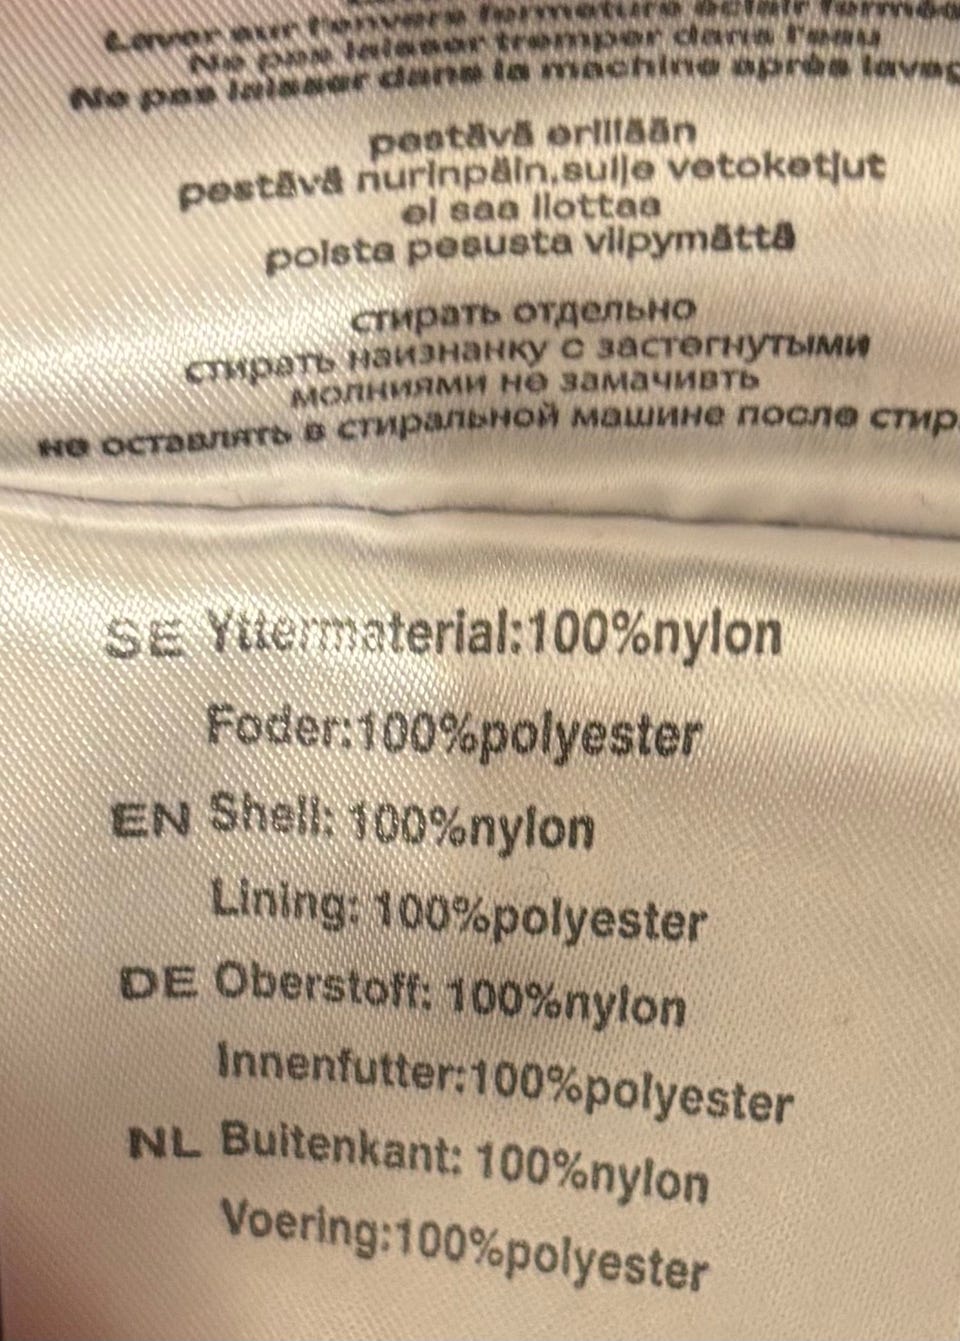 Laver sur l'envers fermeture éclair fermée
Ne pas laisser tremper dans l'eau
Ne pas laisser dans la machine après lavag
pestävä erillään
pestävä nurinpäin.sulje vetoketjut
ei saa liottaa
poista pesusta viipymättä
стирать отдельно
стирать наизнанку с застегнутыми
молниями не замачивть
не оставлять в стиральной машине после стир
SE Yttermaterial:100%nylon
Foder:100%polyester
EN Shell: 100%nylon
Lining: 100%polyester
DE Oberstoff: 100%nylon
Innenfutter:100%polyester
NL Buitenkant: 100%nylon
Voering:100%polyester